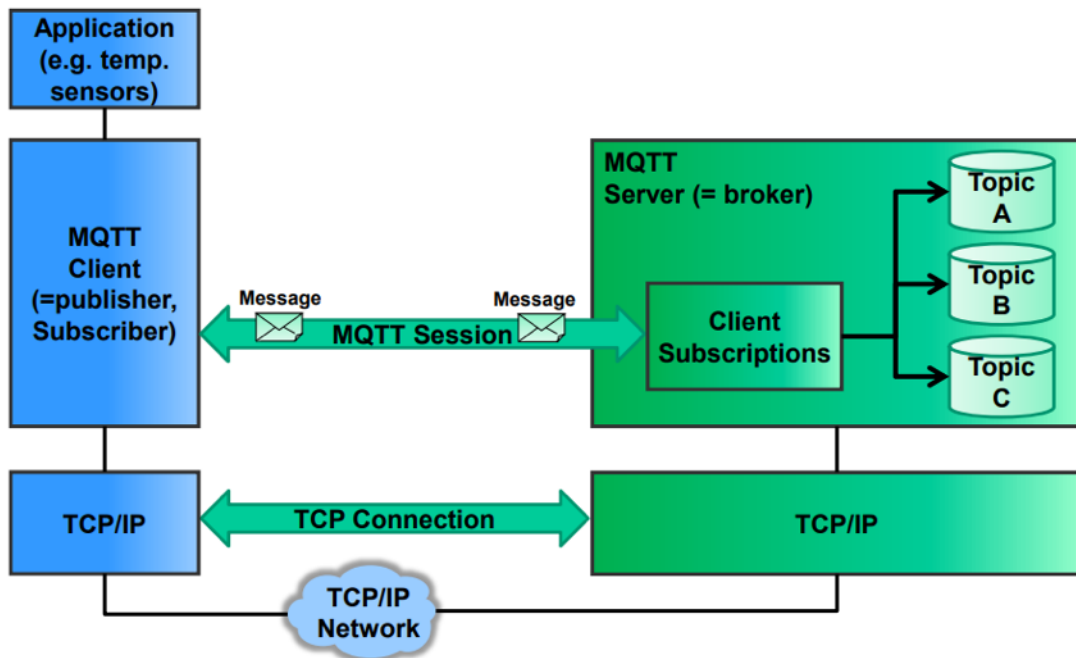 Application
(e.g. temp.
sensors)
MQTT
Client
(=publisher,
Subscriber)
Message
Message
MQTT Session
MQTT
Server (= broker)
Client
Subscriptions
Topic
A
Topic
B
Topic
C
TCP/IP
TCP Connection
TCP/IP
TCP/IP
Network